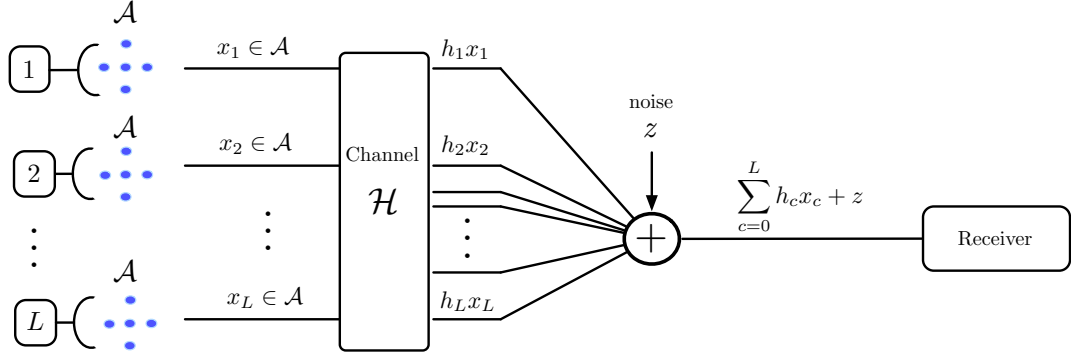 𝒜
1
x₁ ∈ 𝒜
h₁x₁
𝒜
2
x₂ ∈ 𝒜
Channel
ℋ
h₂x₂
noise
z
+
∑_{c=0}^{L} h_c x_c + z
Receiver
⋮
⋮
⋮
𝒜
L
x_L ∈ 𝒜
h_L x_L